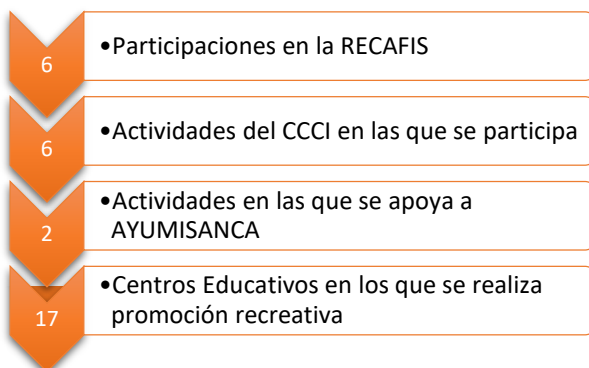 6
•Participaciones en la RECAFIS
6
•Actividades del CCCI en las que se participa
2
•Actividades en las que se apoya a
AYUMISANCA
17
•Centros Educativos en los que se realiza
promoción recreativa